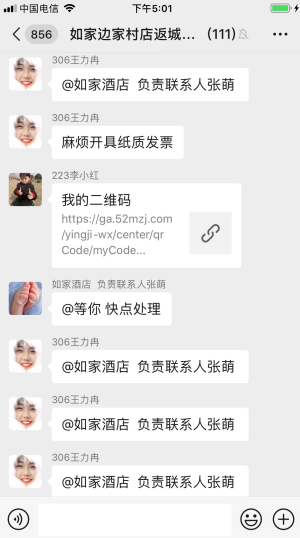 中国电信
下午5:01
856
如家边家村店返城... (111)
306王力冉
@如家酒店 负责联系人张萌
306王力冉
麻烦开具纸质发票
223李小红
我的二维码
https://ga.52mzj.com
/yingji-wx/center/qr
Code/myCode...
如家酒店 负责联系人张萌
@等你 快点处理
306王力冉
@如家酒店 负责联系人张萌
306王力冉
@如家酒店 负责联系人张萌
306王力冉
@如家酒店 负责联系人张萌